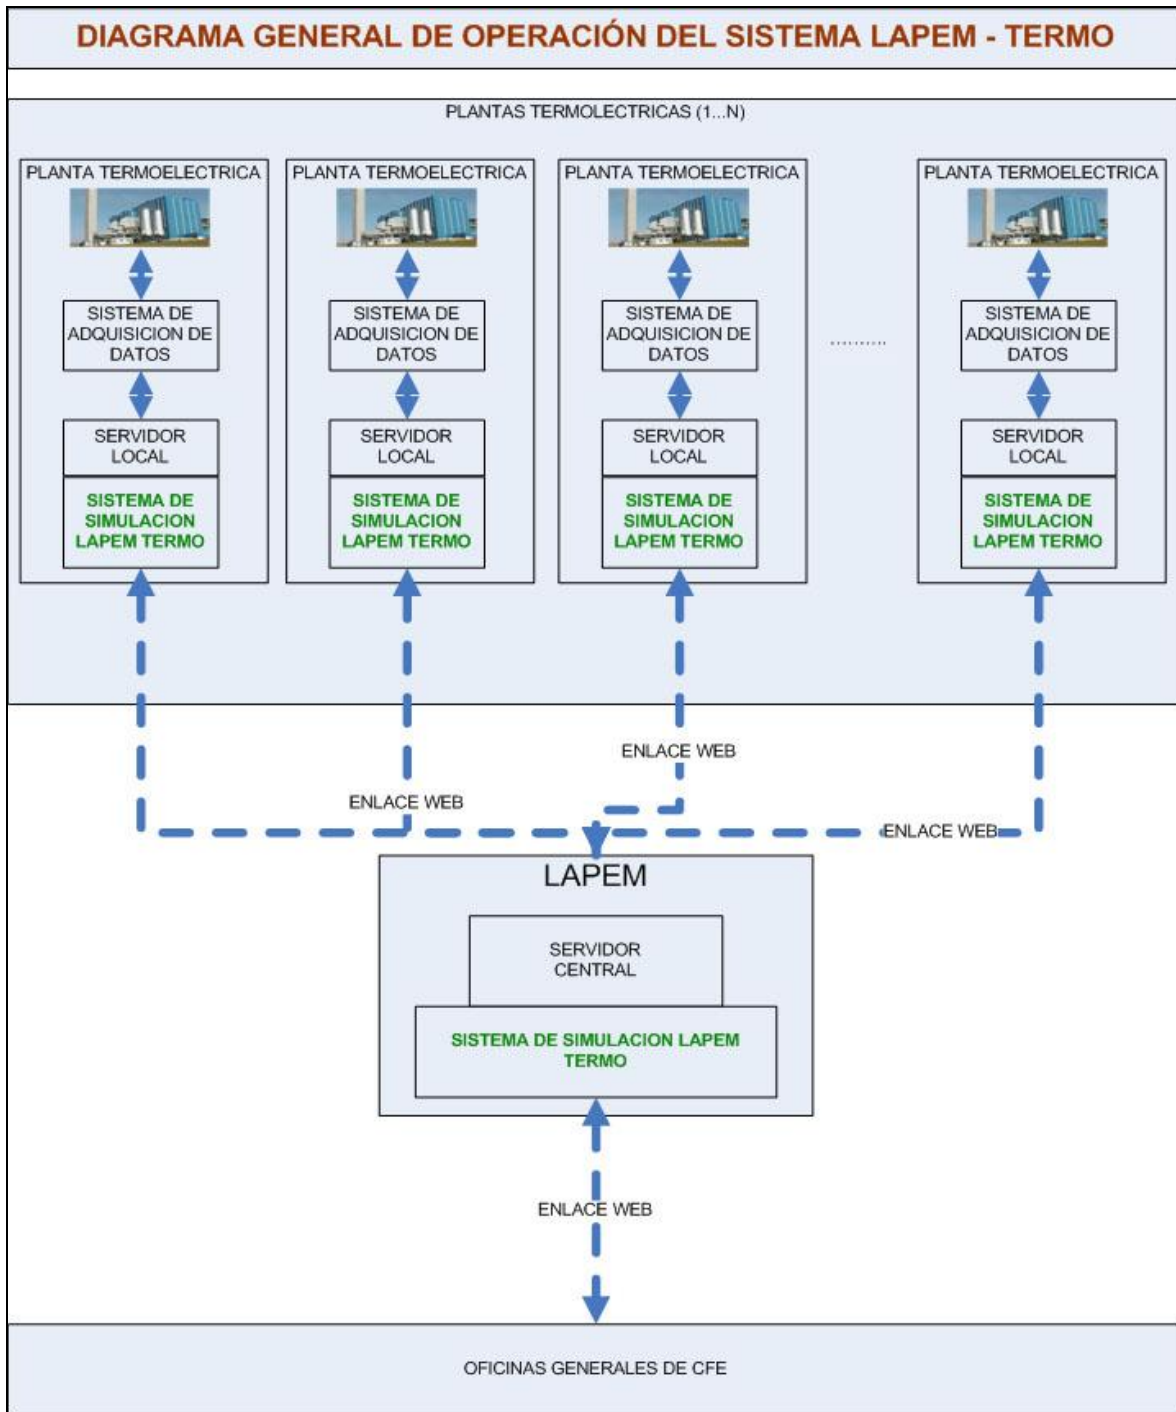 DIAGRAMA GENERAL DE OPERACIÓN DEL SISTEMA LAPEM - TERMO
PLANTAS TERMOLECTRICAS (1...N)
PLANTA TERMOELECTRICA
SISTEMA DE
ADQUISICION DE
DATOS
SERVIDOR
LOCAL
SISTEMA DE
SIMULACION
LAPEM TERMO
PLANTA TERMOELECTRICA
SISTEMA DE
ADQUISICION DE
DATOS
SERVIDOR
LOCAL
SISTEMA DE
SIMULACION
LAPEM TERMO
PLANTA TERMOELECTRICA
SISTEMA DE
ADQUISICION DE
DATOS
SERVIDOR
LOCAL
SISTEMA DE
SIMULACION
LAPEM TERMO
..........
PLANTA TERMOELECTRICA
SISTEMA DE
ADQUISICION DE
DATOS
SERVIDOR
LOCAL
SISTEMA DE
SIMULACION
LAPEM TERMO
ENLACE WEB
ENLACE WEB
ENLACE WEB
LAPEM
SERVIDOR
CENTRAL
SISTEMA DE SIMULACION LAPEM
TERMO
ENLACE WEB
OFICINAS GENERALES DE CFE